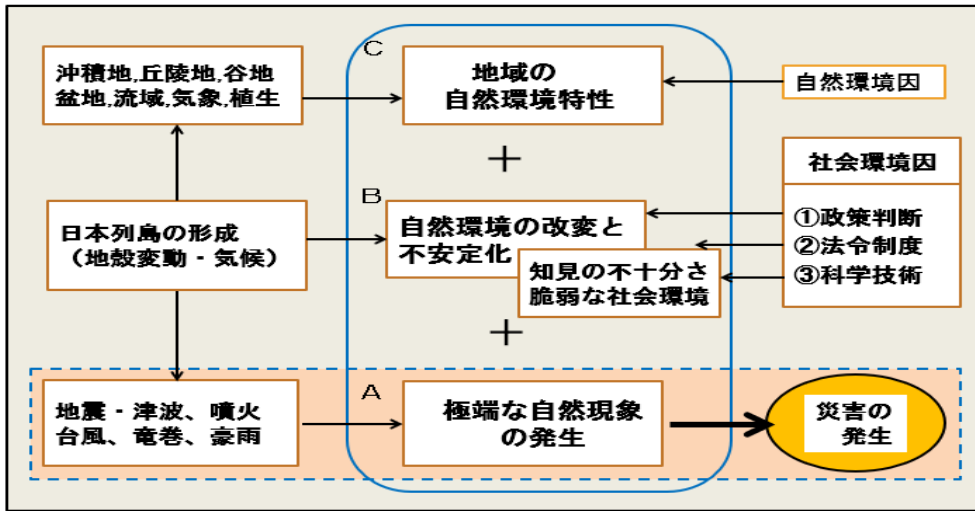 沖積地,丘陵地,谷地
盆地,流域,気象,植生
C
地域の
自然環境特性
自然環境因
+
社会環境因
①政策判断
②法令制度
③科学技術
B
自然環境の改変と
不安定化
知見の不十分さ
脆弱な社会環境
日本列島の形成
（地殻変動・気候）
+
地震・津波、噴火
台風、竜巻、豪雨
A
極端な自然現象
の発生
災害の
発生